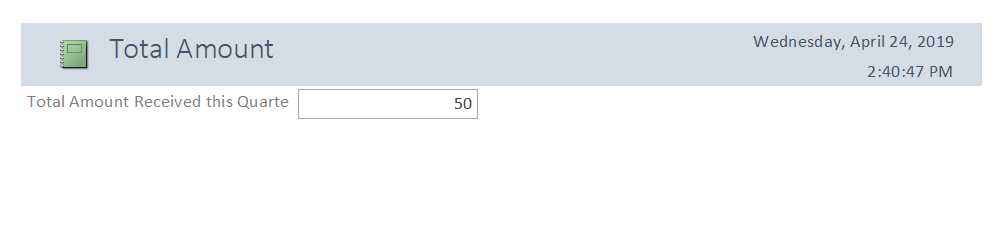 Total Amount
Wednesday, April 24, 2019
2:40:47 PM
Total Amount Received this Quarte
50